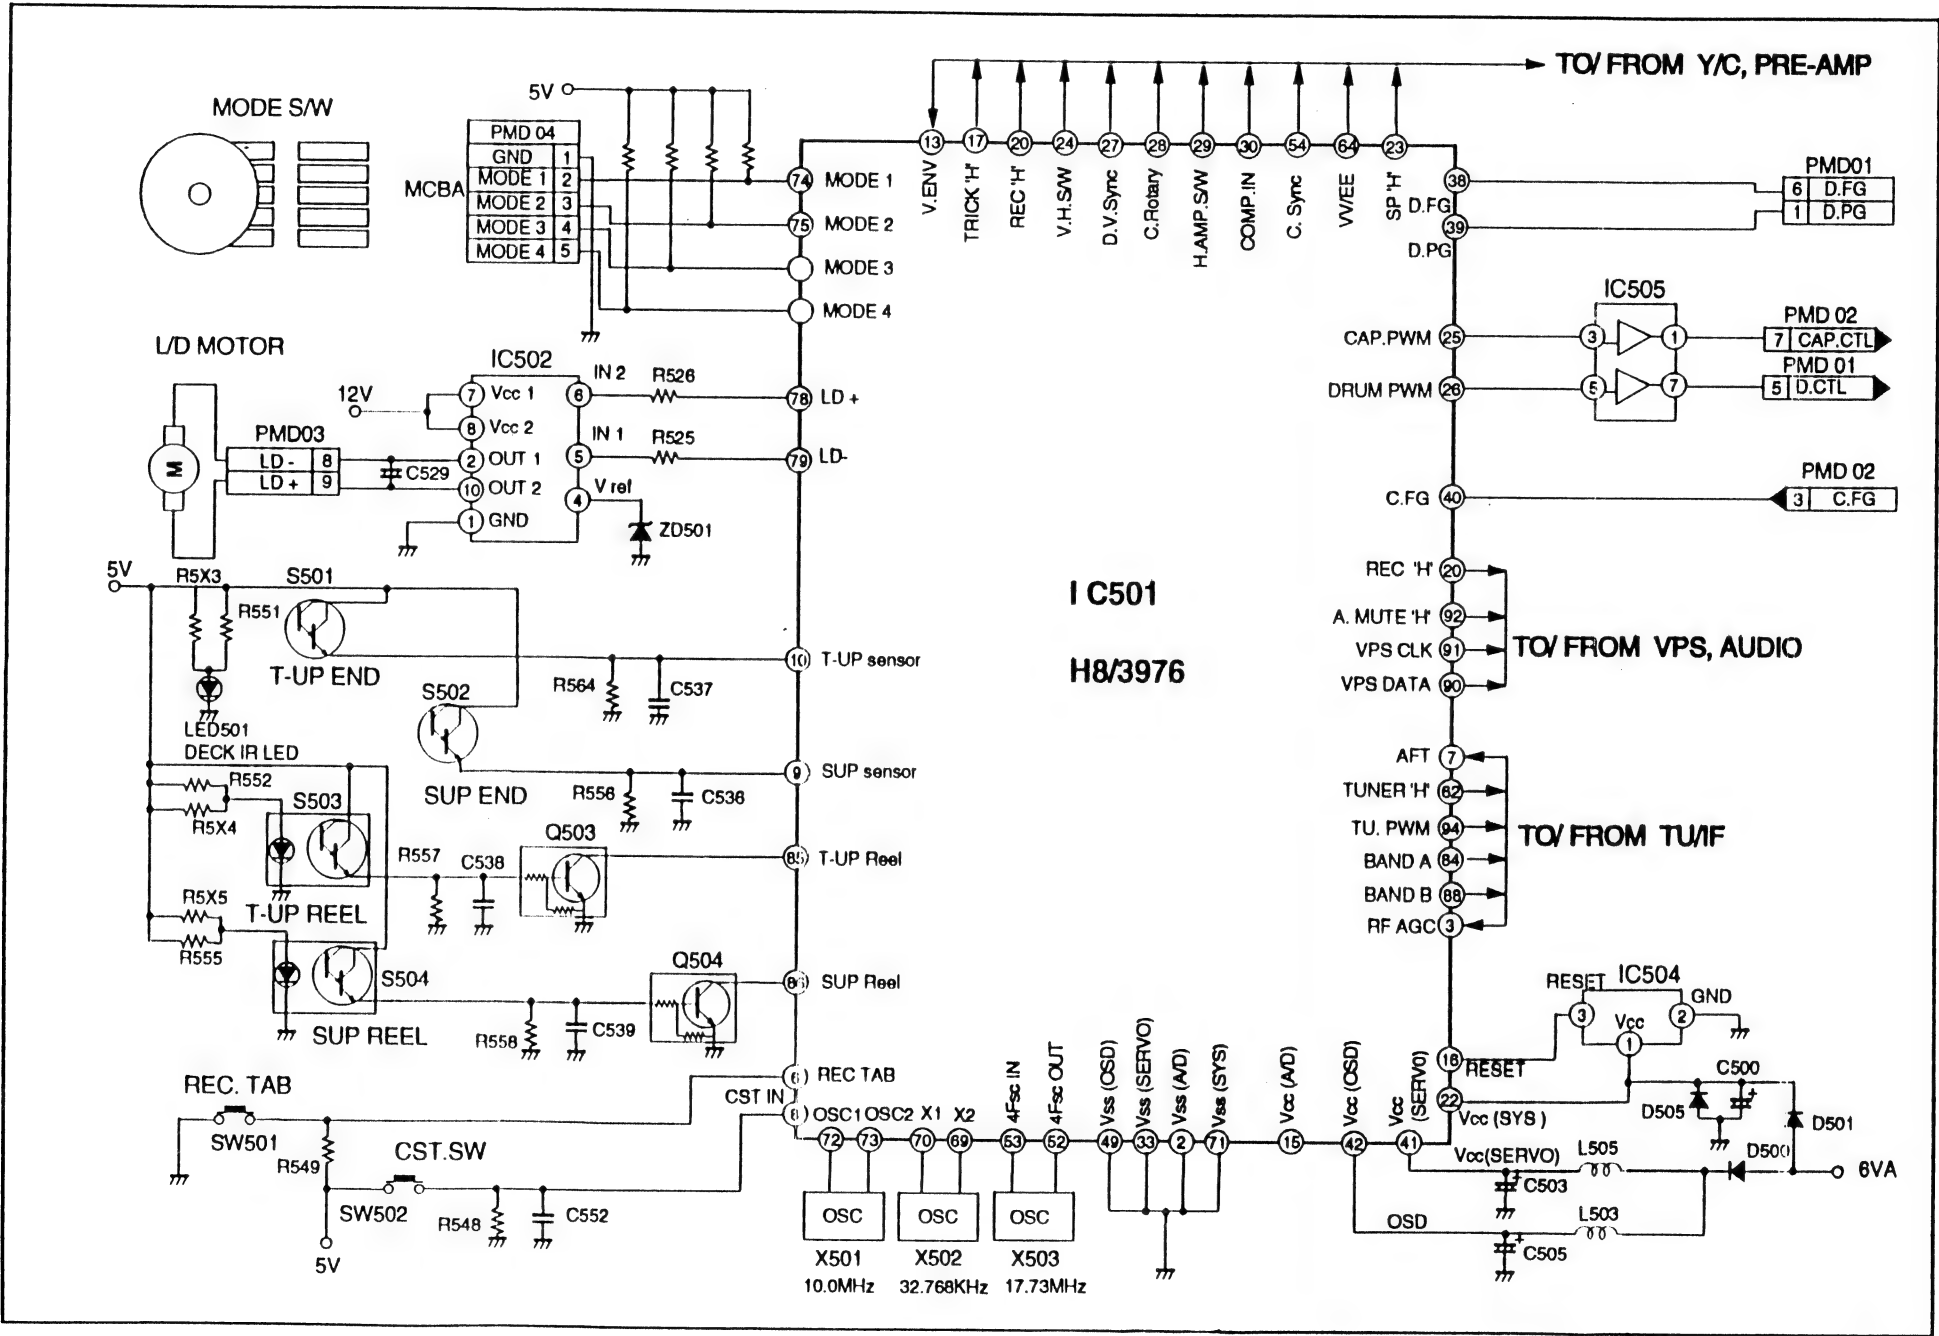 TO/ FROM Y/C, PRE-AMP
MODE S/W
5V
PMD 04
GND 1
MODE 1 2
MODE 2 3
MODE 3 4
MODE 4 5
MCBA
13 17 20 24 27 28 29 30 54 64 23
V.ENV
TRICK 'H'
REC 'H'
V.H.S/W
D.V.Sync
C.Rotary
H.AMP.S/W
COMP.IN
C. Sync
VV/EE
SP 'H'
74 MODE 1
75 MODE 2
MODE 3
MODE 4
38
D.FG
39
D.PG
PMD01
6 D.FG
1 D.PG
IC505
CAP.PWM 25
3 1
PMD 02
7 CAP.CTL
DRUM PWM 26
5 7
PMD 01
5 D.CTL
L/D MOTOR
M
PMD03
LD - 8
LD + 9
C529
12V
IC502
7 Vcc 1
8 Vcc 2
2 OUT 1
10 OUT 2
1 GND
6 IN 2 R526
78 LD +
5 IN 1 R525
79 LD-
4 V ref
ZD501
C.FG 40
PMD 02
3 C.FG
5V
R5X3
R551
S501
T-UP END
LED501
DECK IR LED
R564
C537
10 T-UP sensor
S502
SUP END
R556
C536
9 SUP sensor
I C501
H8/3976
REC 'H' 20
A. MUTE 'H' 92
VPS CLK 91
VPS DATA 90
TO/ FROM VPS, AUDIO
AFT 7
TUNER 'H' 62
TU. PWM 94
BAND A 84
BAND B 88
RF AGC 3
TO/ FROM TU/IF
R552
R5X4
S503
T-UP REEL
R557
C538
Q503
85 T-UP Reel
R5X5
R555
S504
SUP REEL
R558
C539
Q504
86 SUP Reel
RESET IC504
3 Vcc 2 GND
1
16
RESET
22
Vcc (SYS )
C500
D505
D501
REC. TAB
SW501
R549
CST.SW
SW502
5V
R548
C552
6 REC TAB
CST IN
8
OSC1 OSC2 X1 X2
4Fsc IN
4Fsc OUT
Vss (OSD)
Vss (SERVO)
Vss (A/D)
Vss (SYS)
Vcc (A/D)
Vcc (OSD)
Vcc (SERVO)
72 73 70 69 53 52 49 33 2 71 15 42 41
Vcc(SERVO)
L505
D500
6VA
C503
OSD
L503
C505
OSC OSC OSC
X501 X502 X503
10.0MHz 32.768KHz 17.73MHz